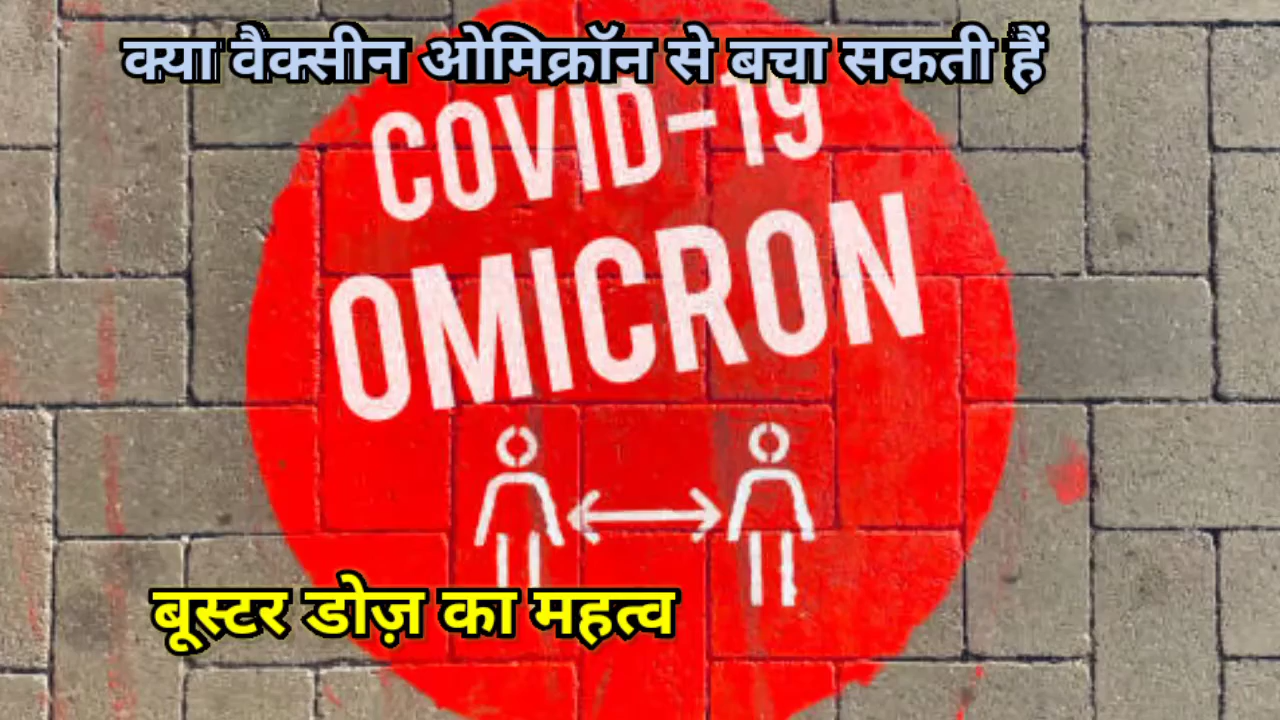 क्या वैक्सीन ओमिक्रॉन से बचा सकती हैं
COVID-19
OMICRON
बूस्टर डोज़ का महत्व